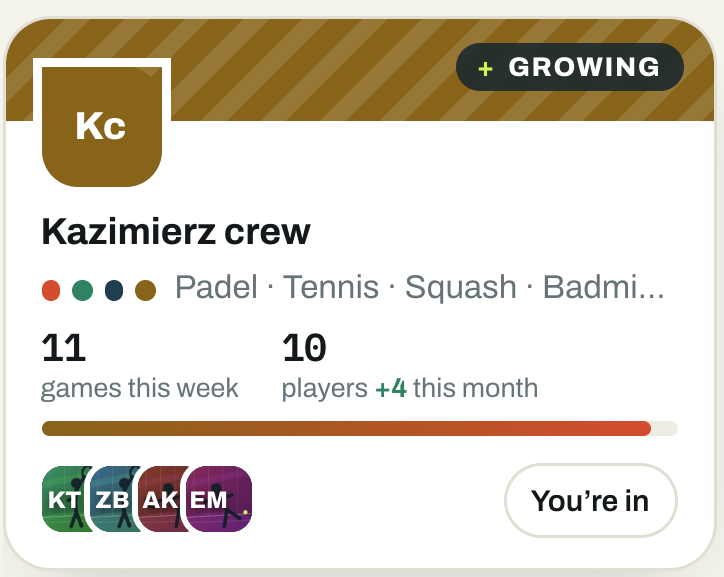 + GROWING
Kc
Kazimierz crew
Padel · Tennis · Squash · Badmi...
11
games this week
10
players +4 this month
KT ZB AK EM
You’re in